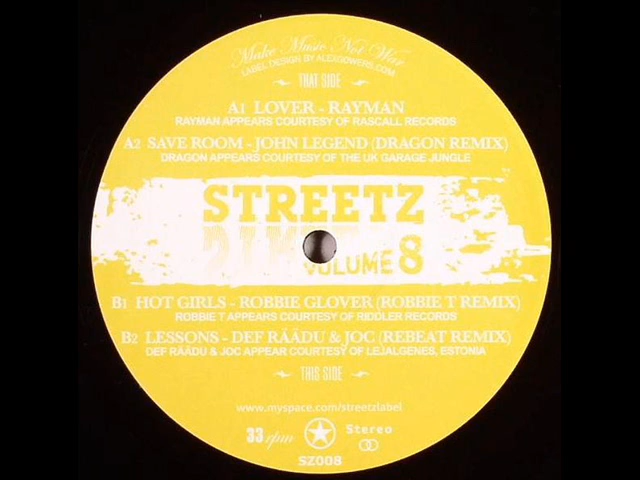 Make Music Not War
LABEL DESIGN BY ALEXSOWERS.COM
THAT SIDE
A1 LOVER - RAYMAN
RAYMAN APPEARS COURTESY OF RASCALL RECORDS
A2 SAVE ROOM - JOHN LEGEND (DRAGON REMIX)
DRAGON APPEARS COURTESY OF THE UK GARAGE JUNGLE
STREETZ
VOLUME 8
B1 HOT GIRLS - ROBBIE GLOVER (ROBBIE T REMIX)
ROBBIE T APPEARS COURTESY OF RIDDLER RECORDS
B2 LESSONS - DEF RÄÄDU & JOC (REBEAT REMIX)
DEF RÄÄDU & JOC APPEAR COURTESY OF LEJALGENES, ESTONIA
THIS SIDE
www.myspace.com/streetzlabel
33 rpm
Stereo
SZ008